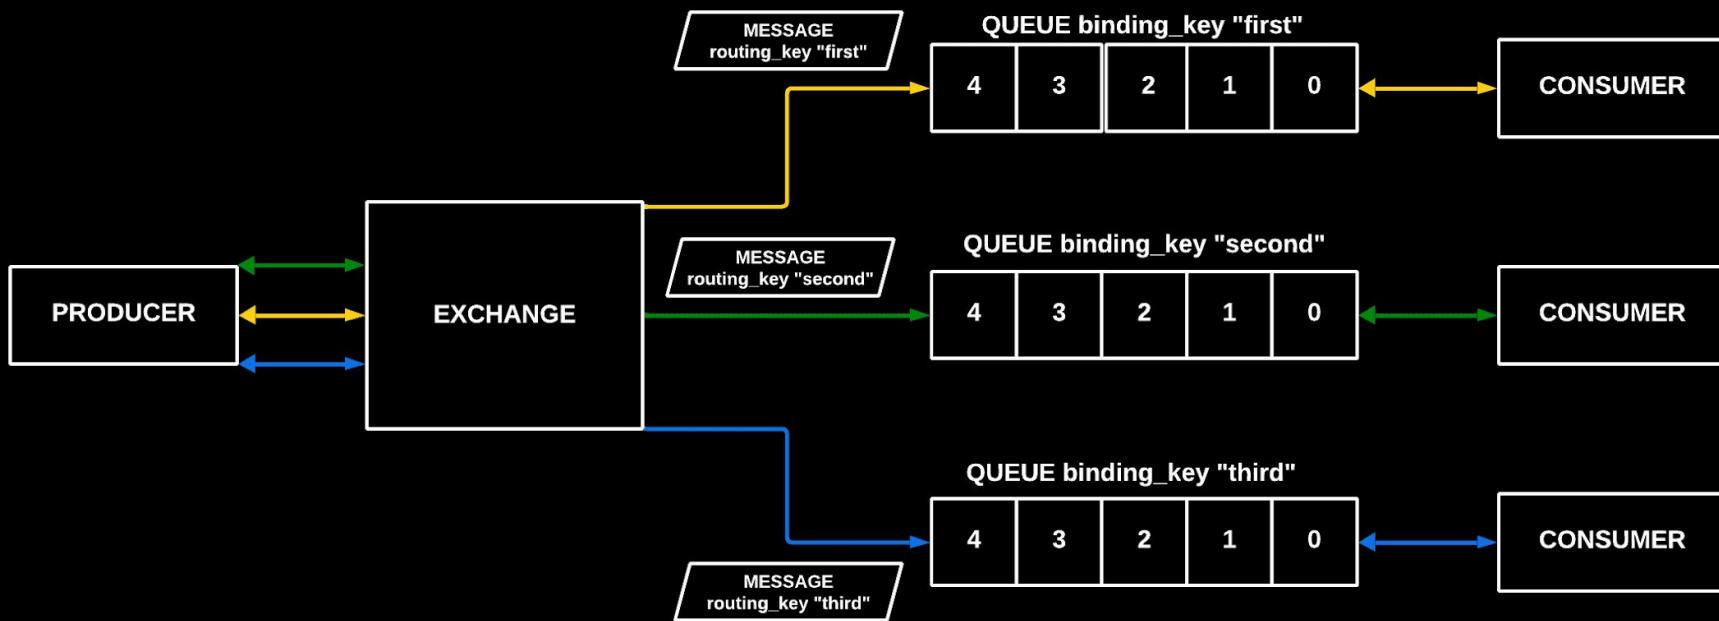 MESSAGE
routing_key "first"
QUEUE binding_key "first"
4 3 2 1 0
CONSUMER
MESSAGE
routing_key "second"
QUEUE binding_key "second"
PRODUCER
EXCHANGE
4 3 2 1 0
CONSUMER
QUEUE binding_key "third"
4 3 2 1 0
CONSUMER
MESSAGE
routing_key "third"